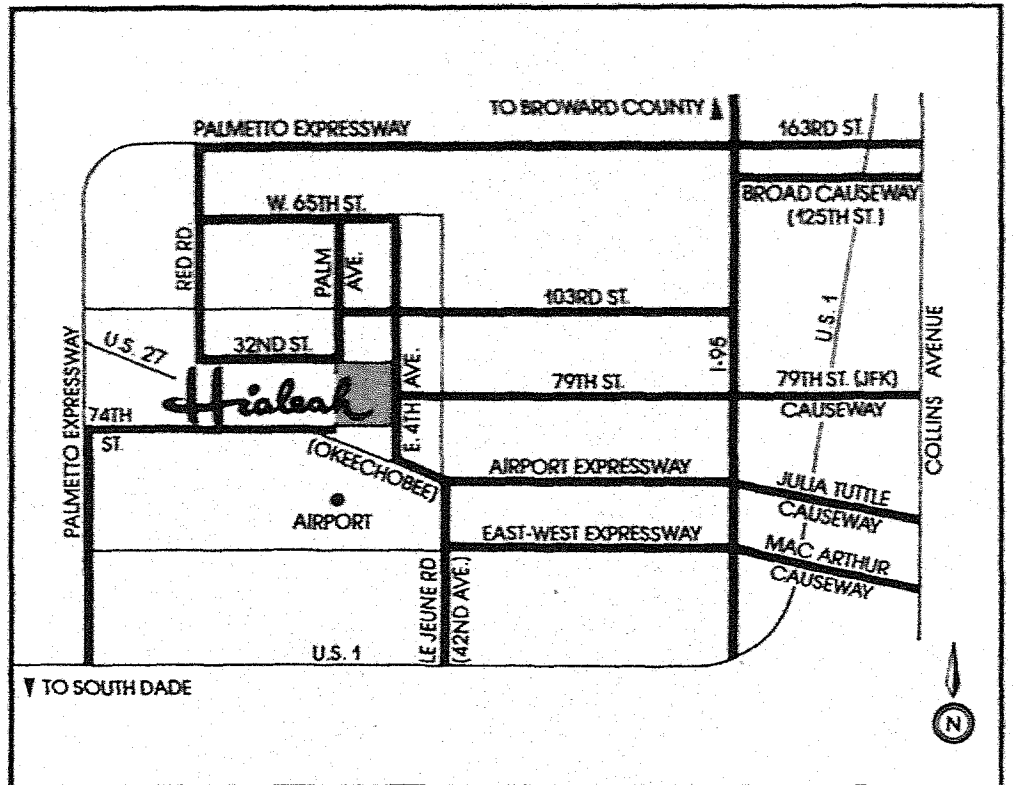 TO BROWARD COUNTY ▲
PALMETTO EXPRESSWAY
163RD ST.
BROAD CAUSEWAY
(125TH ST.)
W. 65TH ST.
RED RD.
PALM
AVE.
103RD ST.
U.S. 1
I-95
COLLINS AVENUE
PALMETTO EXPRESSWAY
U.S. 27
32ND ST.
Hialeah
E. 4TH AVE.
79TH ST.
79TH ST. (JFK)
CAUSEWAY
74TH
ST.
(OKEECHOBEE)
AIRPORT EXPRESSWAY
JULIA TUTTLE
CAUSEWAY
AIRPORT
EAST-WEST EXPRESSWAY
MAC ARTHUR
CAUSEWAY
LE JEUNE RD
(42ND AVE.)
U.S. 1
▼ TO SOUTH DADE
N